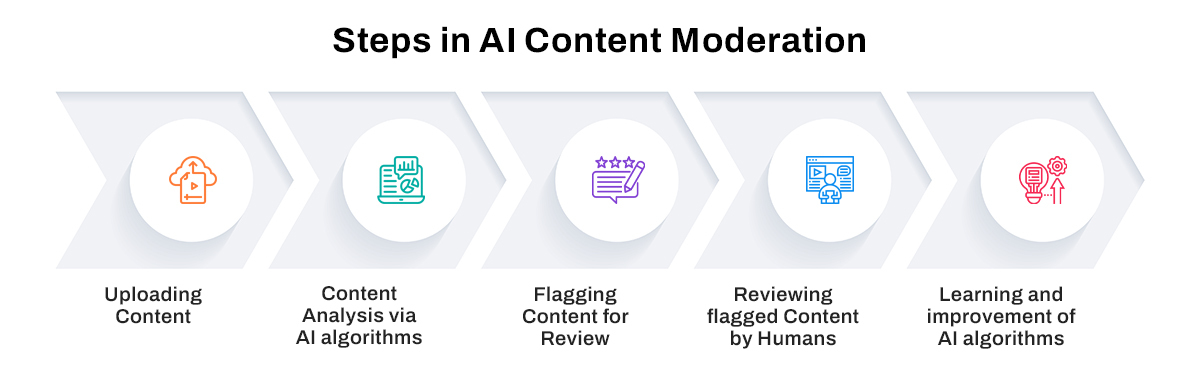 Steps in AI Content Moderation
Uploading
Content
Content
Analysis via
AI algorithms
Flagging
Content for
Review
Reviewing
flagged Content
by Humans
Learning and
improvement of
AI algorithms